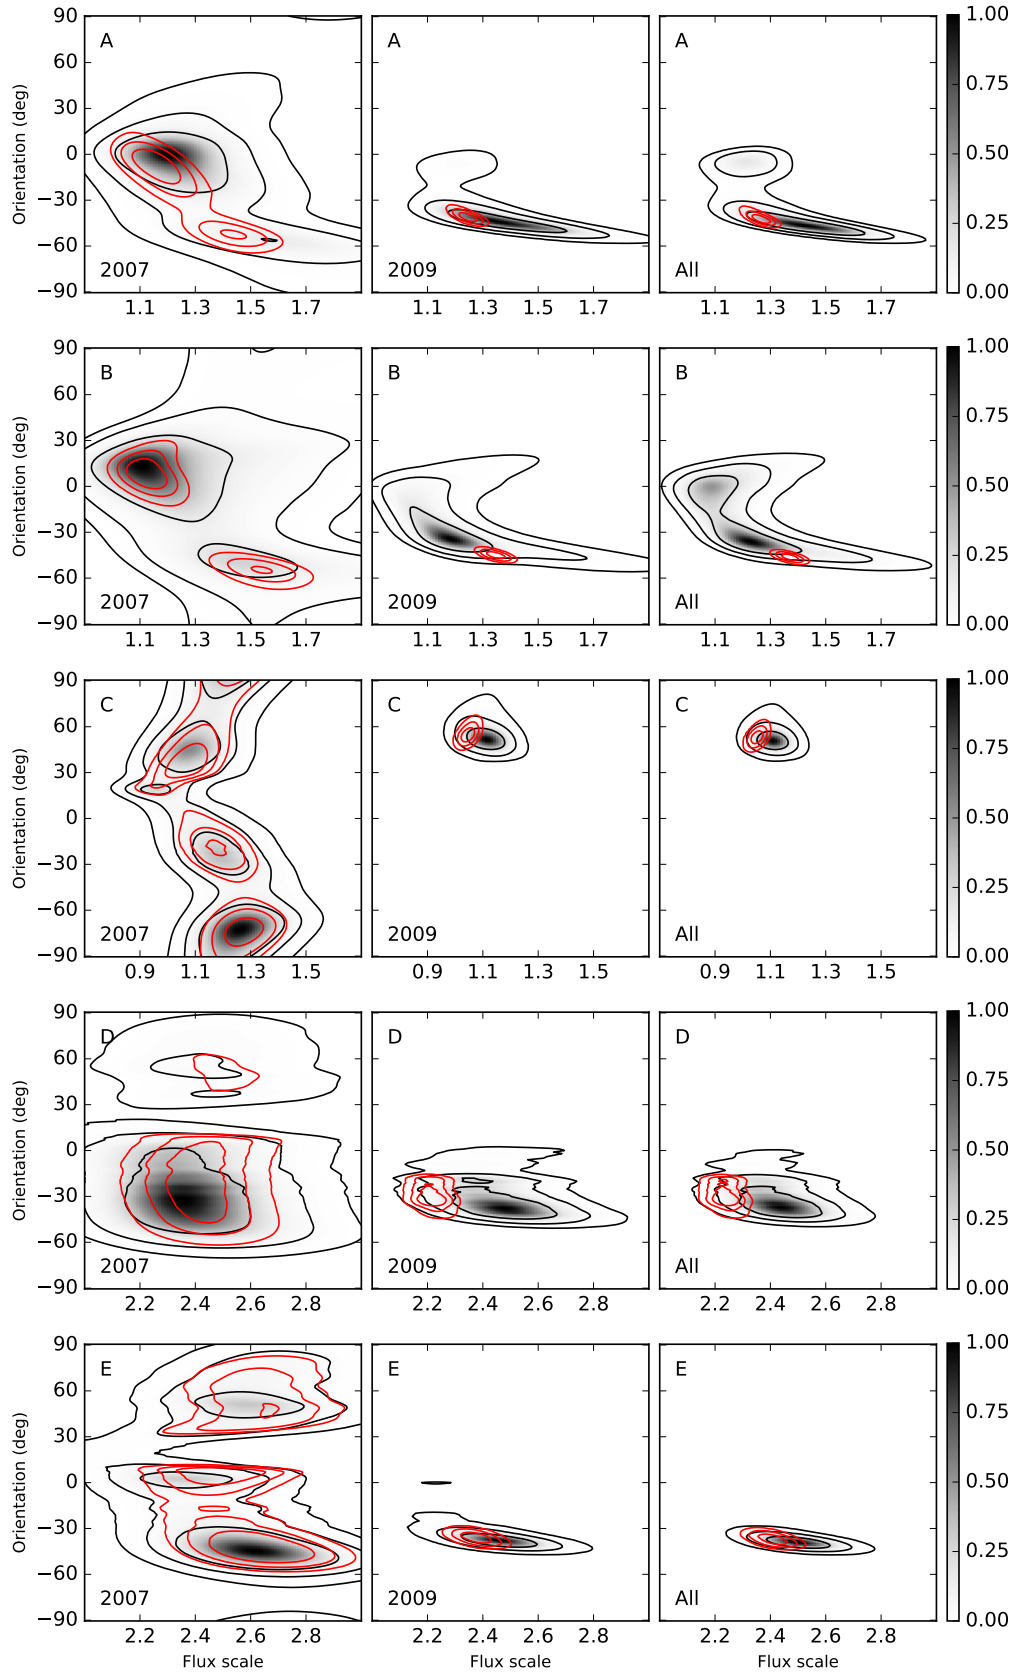 90
60
30
0
−30
−60
−90
Orientation (deg)
A
2007
1.1 1.3 1.5 1.7
A
2009
1.1 1.3 1.5 1.7
A
All
1.1 1.3 1.5 1.7
1.00
0.75
0.50
0.25
0.00
90
60
30
0
−30
−60
−90
Orientation (deg)
B
2007
1.1 1.3 1.5 1.7
B
2009
1.1 1.3 1.5 1.7
B
All
1.1 1.3 1.5 1.7
1.00
0.75
0.50
0.25
0.00
90
60
30
0
−30
−60
−90
Orientation (deg)
C
2007
0.9 1.1 1.3 1.5
C
2009
0.9 1.1 1.3 1.5
C
All
0.9 1.1 1.3 1.5
1.00
0.75
0.50
0.25
0.00
90
60
30
0
−30
−60
−90
Orientation (deg)
D
2007
2.2 2.4 2.6 2.8
D
2009
2.2 2.4 2.6 2.8
D
All
2.2 2.4 2.6 2.8
1.00
0.75
0.50
0.25
0.00
90
60
30
0
−30
−60
−90
Orientation (deg)
E
2007
2.2 2.4 2.6 2.8
Flux scale
E
2009
2.2 2.4 2.6 2.8
Flux scale
E
All
2.2 2.4 2.6 2.8
Flux scale
1.00
0.75
0.50
0.25
0.00